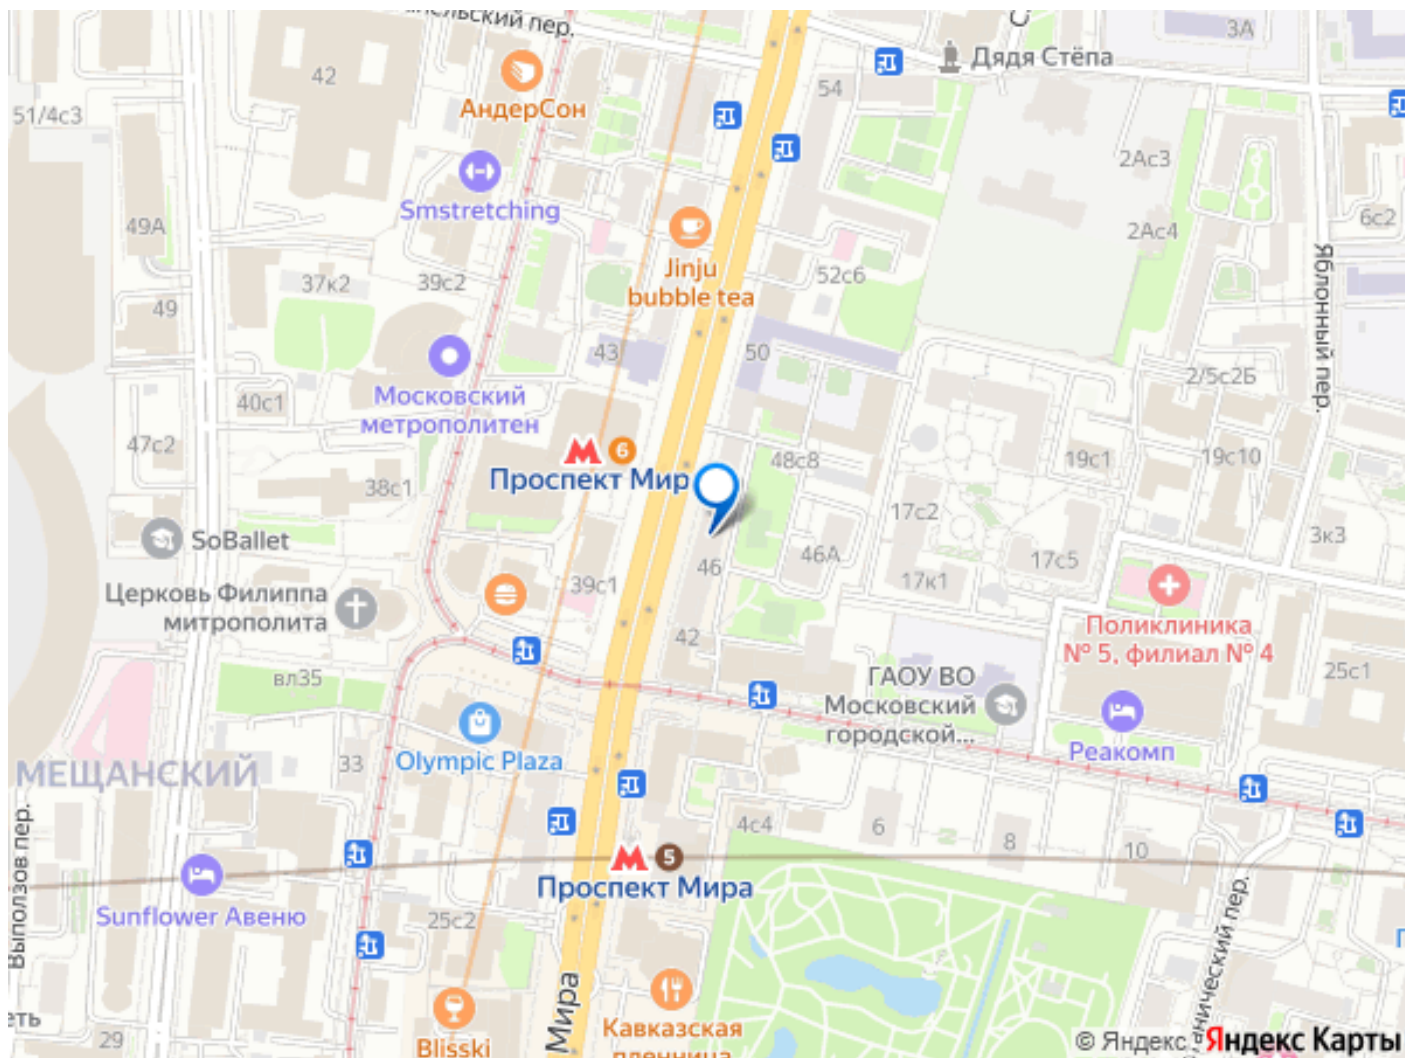 3А
Дядя Стёпа
42
54
51/4с3
АндерСон
2Ас3
Smstretching
6с2
49А
2Ас4
Jinju
bubble tea
52с6
37к2
39с2
49
Яблонный пер.
43
50
2/5с2Б
Московский
метрополитен
40с1
47с2
6
Проспект Мир
48с8
19с1
19с10
38с1
17с2
SoBallet
3к3
46А
17с5
46
17к1
39с1
Церковь Филиппа
митрополита
Поликлиника
№ 5, филиал № 4
42
25с1
вл35
ГАОУ ВО
Московский
городской...
Реакомп
Olympic Plaza
МЕЩАНСКИЙ
33
4с4
6
8
10
5
Проспект Мира
Выползов пер.
Sunflower Авеню
25с2
Мира
Кавказская
пленница
Blisski
29
© Яндекс
Яндекс Карты